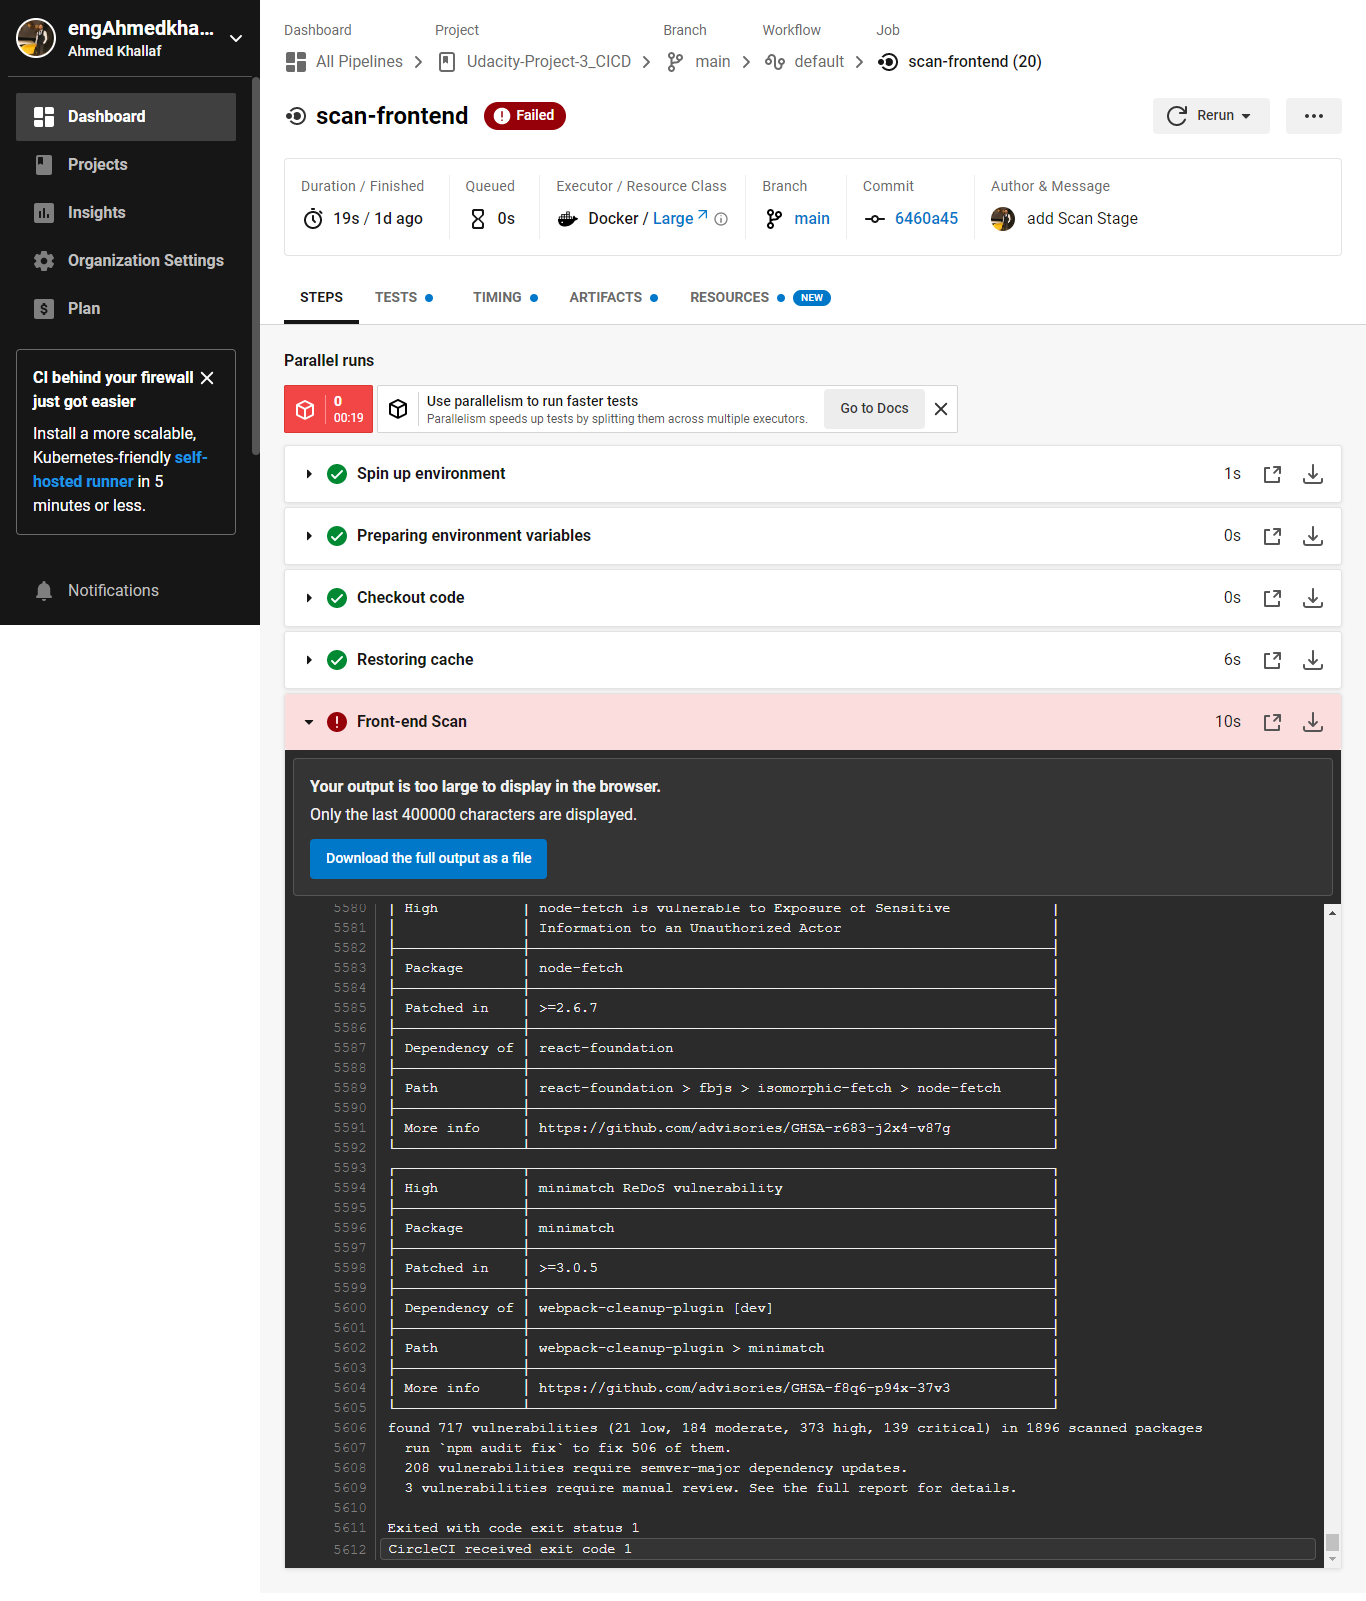 engAhmedkha...
Ahmed Khallaf
Dashboard
Projects
Insights
Organization Settings
Plan
CI behind your firewall
just got easier
Install a more scalable,
Kubernetes-friendly self-
hosted runner in 5
minutes or less.
Notifications
Dashboard Project Branch Workflow Job
All Pipelines Udacity-Project-3_CICD main default scan-frontend (20)
scan-frontend Failed Rerun
Duration / Finished Queued Executor / Resource Class Branch Commit Author & Message
19s / 1d ago 0s Docker / Large main 6460a45 add Scan Stage
STEPS TESTS TIMING ARTIFACTS RESOURCES NEW
Parallel runs
0
00:19
Use parallelism to run faster tests
Parallelism speeds up tests by splitting them across multiple executors.
Go to Docs
Spin up environment 1s
Preparing environment variables 0s
Checkout code 0s
Restoring cache 6s
Front-end Scan 10s
Your output is too large to display in the browser.
Only the last 400000 characters are displayed.
Download the full output as a file
5580 High node-fetch is vulnerable to Exposure of Sensitive
5581 Information to an Unauthorized Actor
5582
5583 Package node-fetch
5584
5585 Patched in >=2.6.7
5586
5587 Dependency of react-foundation
5588
5589 Path react-foundation > fbjs > isomorphic-fetch > node-fetch
5590
5591 More info https://github.com/advisories/GHSA-r683-j2x4-v87g
5592
5593
5594 High minimatch ReDoS vulnerability
5595
5596 Package minimatch
5597
5598 Patched in >=3.0.5
5599
5600 Dependency of webpack-cleanup-plugin [dev]
5601
5602 Path webpack-cleanup-plugin > minimatch
5603
5604 More info https://github.com/advisories/GHSA-f8q6-p94x-37v3
5605
5606 found 717 vulnerabilities (21 low, 184 moderate, 373 high, 139 critical) in 1896 scanned packages
5607 run `npm audit fix` to fix 506 of them.
5608 208 vulnerabilities require semver-major dependency updates.
5609 3 vulnerabilities require manual review. See the full report for details.
5610
5611 Exited with code exit status 1
5612 CircleCI received exit code 1